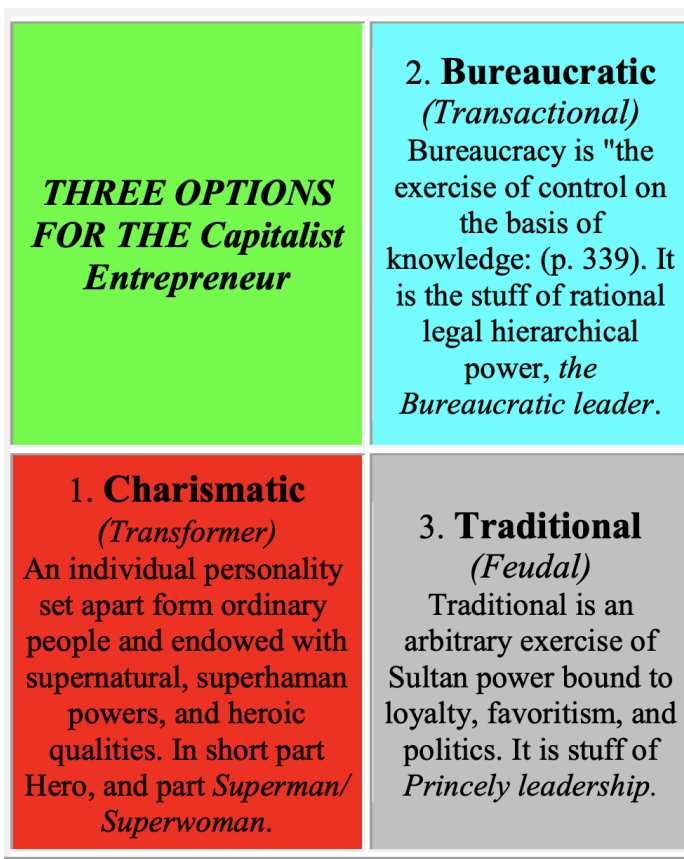 THREE OPTIONS
FOR THE Capitalist
Entrepreneur
2. Bureaucratic
(Transactional)
Bureaucracy is "the
exercise of control on
the basis of
knowledge: (p. 339). It
is the stuff of rational
legal hierarchical
power, the
Bureaucratic leader.
1. Charismatic
(Transformer)
An individual personality
set apart form ordinary
people and endowed with
supernatural, superhaman
powers, and heroic
qualities. In short part
Hero, and part Superman/
Superwoman.
3. Traditional
(Feudal)
Traditional is an
arbitrary exercise of
Sultan power bound to
loyalty, favoritism, and
politics. It is stuff of
Princely leadership.